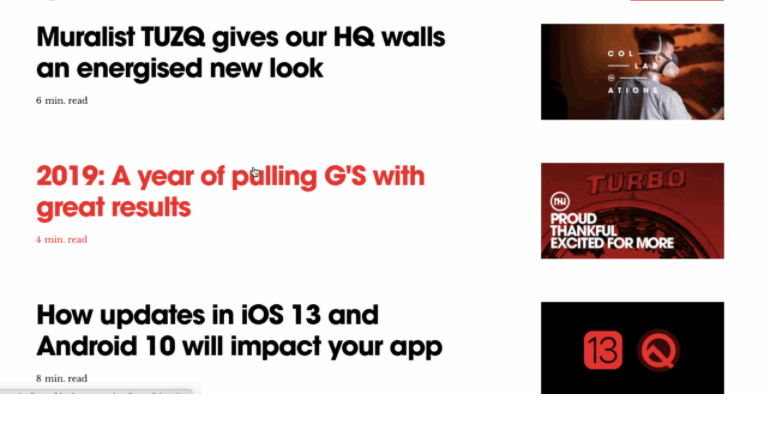 Muralist TUZQ gives our HQ walls
an energised new look
6 min. read
COL
LAB
ATIONS
2019: A year of pulling G'S with
great results
4 min. read
TURBO
PROUD
THANKFUL
EXCITED FOR MORE
How updates in iOS 13 and
Android 10 will impact your app
8 min. read
13